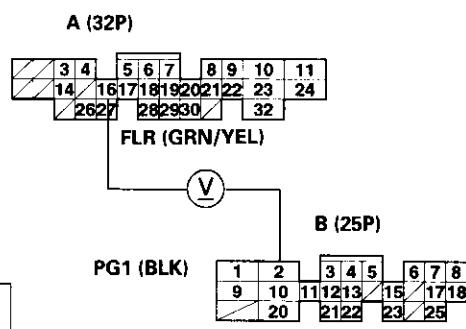 A (32P)
3 4 5 6 7 8 9 10 11
14 16 17 18 19 20 21 22 23 24
26 27 28 29 30 32
FLR (GRN/YEL)
V
B (25P)
PG1 (BLK)
1 2 3 4 5 6 7 8
9 10 11 12 13 15 17 18
20 21 22 23 25